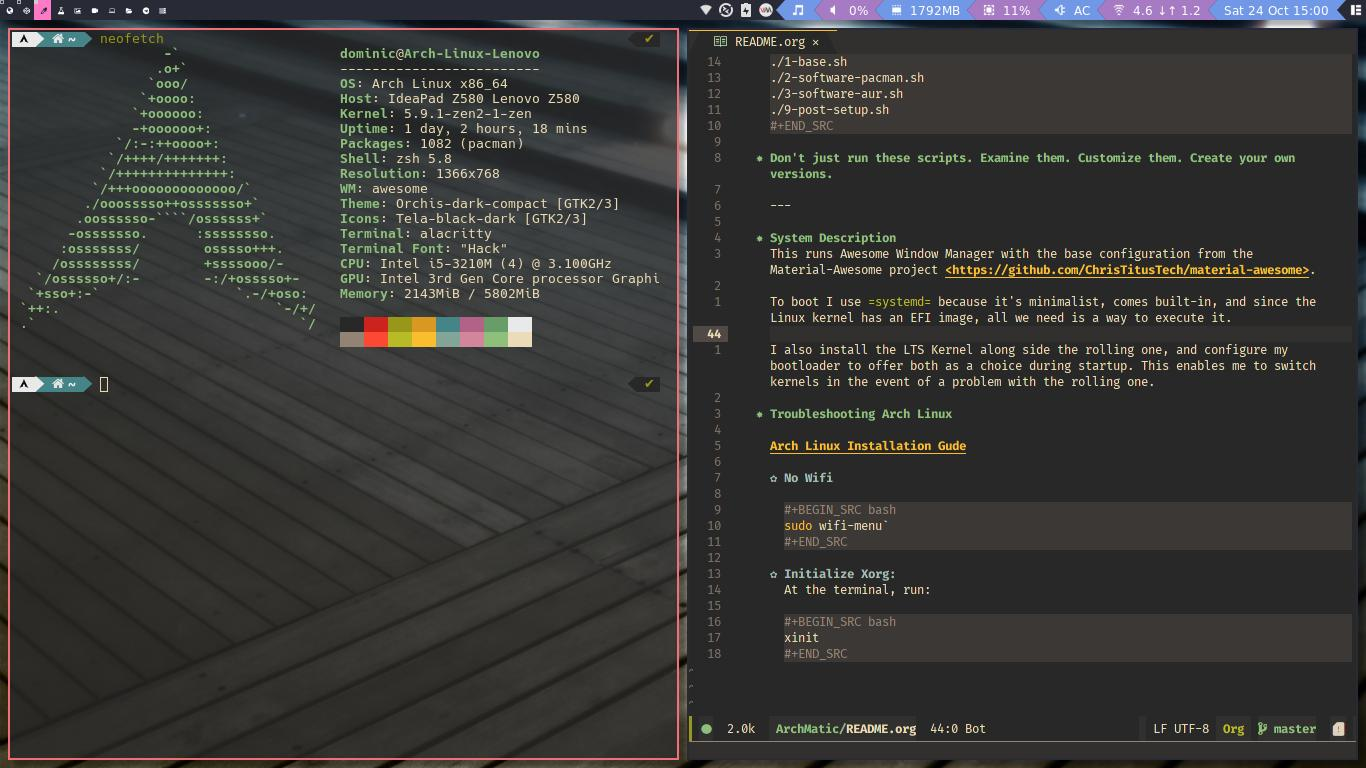 0% 1792MB 11% AC 4.6 ↓↑ 1.2 Sat 24 Oct 15:00
~ neofetch ✔
dominic@Arch-Linux-Lenovo
-------------------------
OS: Arch Linux x86_64
Host: IdeaPad Z580 Lenovo Z580
Kernel: 5.9.1-zen2-1-zen
Uptime: 1 day, 2 hours, 18 mins
Packages: 1082 (pacman)
Shell: zsh 5.8
Resolution: 1366x768
WM: awesome
Theme: Orchis-dark-compact [GTK2/3]
Icons: Tela-black-dark [GTK2/3]
Terminal: alacritty
Terminal Font: "Hack"
CPU: Intel i5-3210M (4) @ 3.100GHz
GPU: Intel 3rd Gen Core processor Graphi
Memory: 2143MiB / 5802MiB
~ ✔
README.org ×
14 ./1-base.sh
13 ./2-software-pacman.sh
12 ./3-software-aur.sh
11 ./9-post-setup.sh
10 #+END_SRC
9
8 Don't just run these scripts. Examine them. Customize them. Create your own
versions.
7
6 ---
5
4 System Description
3 This runs Awesome Window Manager with the base configuration from the
Material-Awesome project <https://github.com/ChrisTitusTech/material-awesome>.
2
1 To boot I use =systemd= because it's minimalist, comes built-in, and since the
Linux kernel has an EFI image, all we need is a way to execute it.
44
1 I also install the LTS Kernel along side the rolling one, and configure my
bootloader to offer both as a choice during startup. This enables me to switch
kernels in the event of a problem with the rolling one.
2
3 Troubleshooting Arch Linux
4
5 Arch Linux Installation Gude
6
7 No Wifi
8
9 #+BEGIN_SRC bash
10 sudo wifi-menu`
11 #+END_SRC
12
13 Initialize Xorg:
14 At the terminal, run:
15
16 #+BEGIN_SRC bash
17 xinit
18 #+END_SRC
2.0k ArchMatic/README.org 44:0 Bot LF UTF-8 Org master